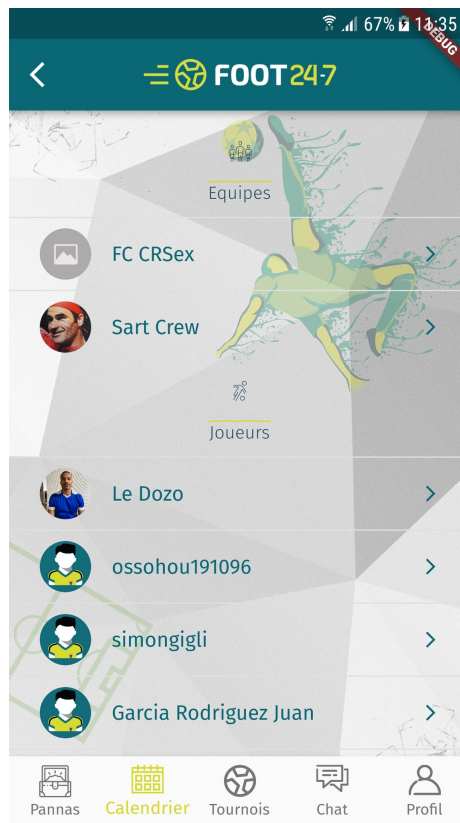 67% 11:35
DEBUG
FOOT 24-7
Equipes
FC CRSex
Sart Crew
Joueurs
Le Dozo
ossohou191096
simongigli
Garcia Rodriguez Juan
Pannas Calendrier Tournois Chat Profil